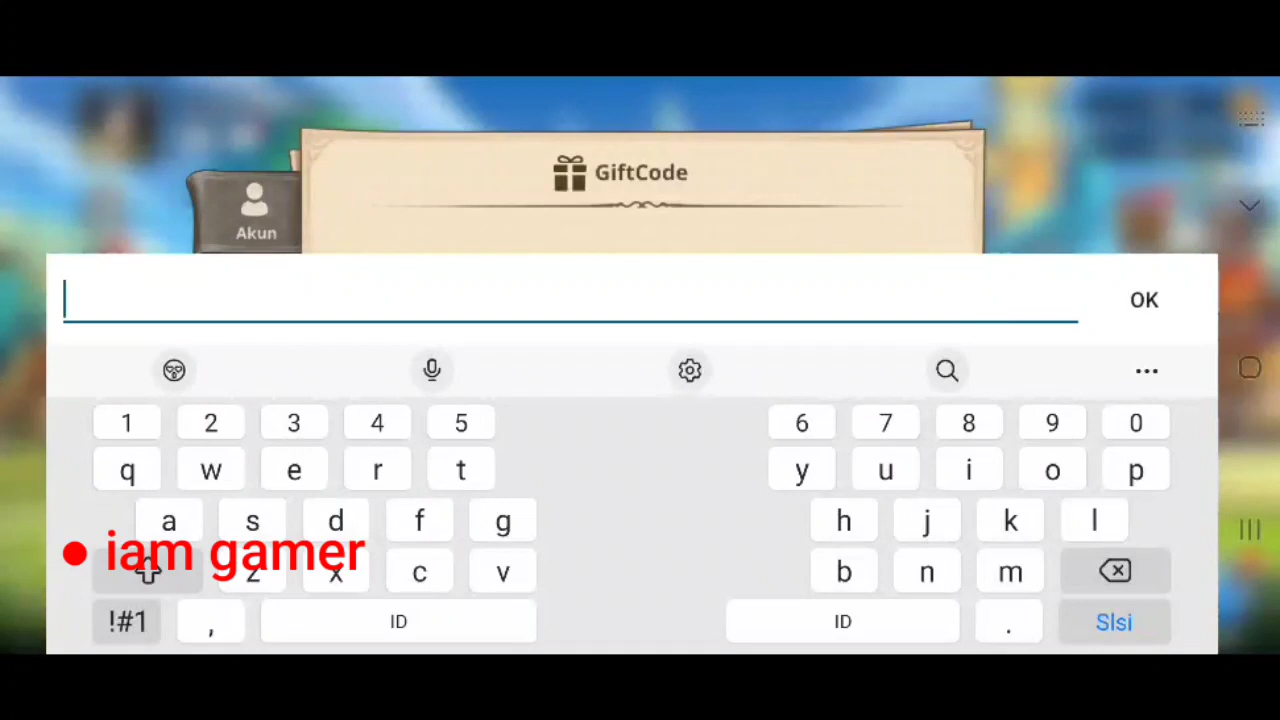 GiftCode
Akun
OK
1 2 3 4 5 6 7 8 9 0
q w e r t y u i o p
a s d f g h j k l
• iam gamer
z x c v b n m
!#1 , ID ID . Slsi